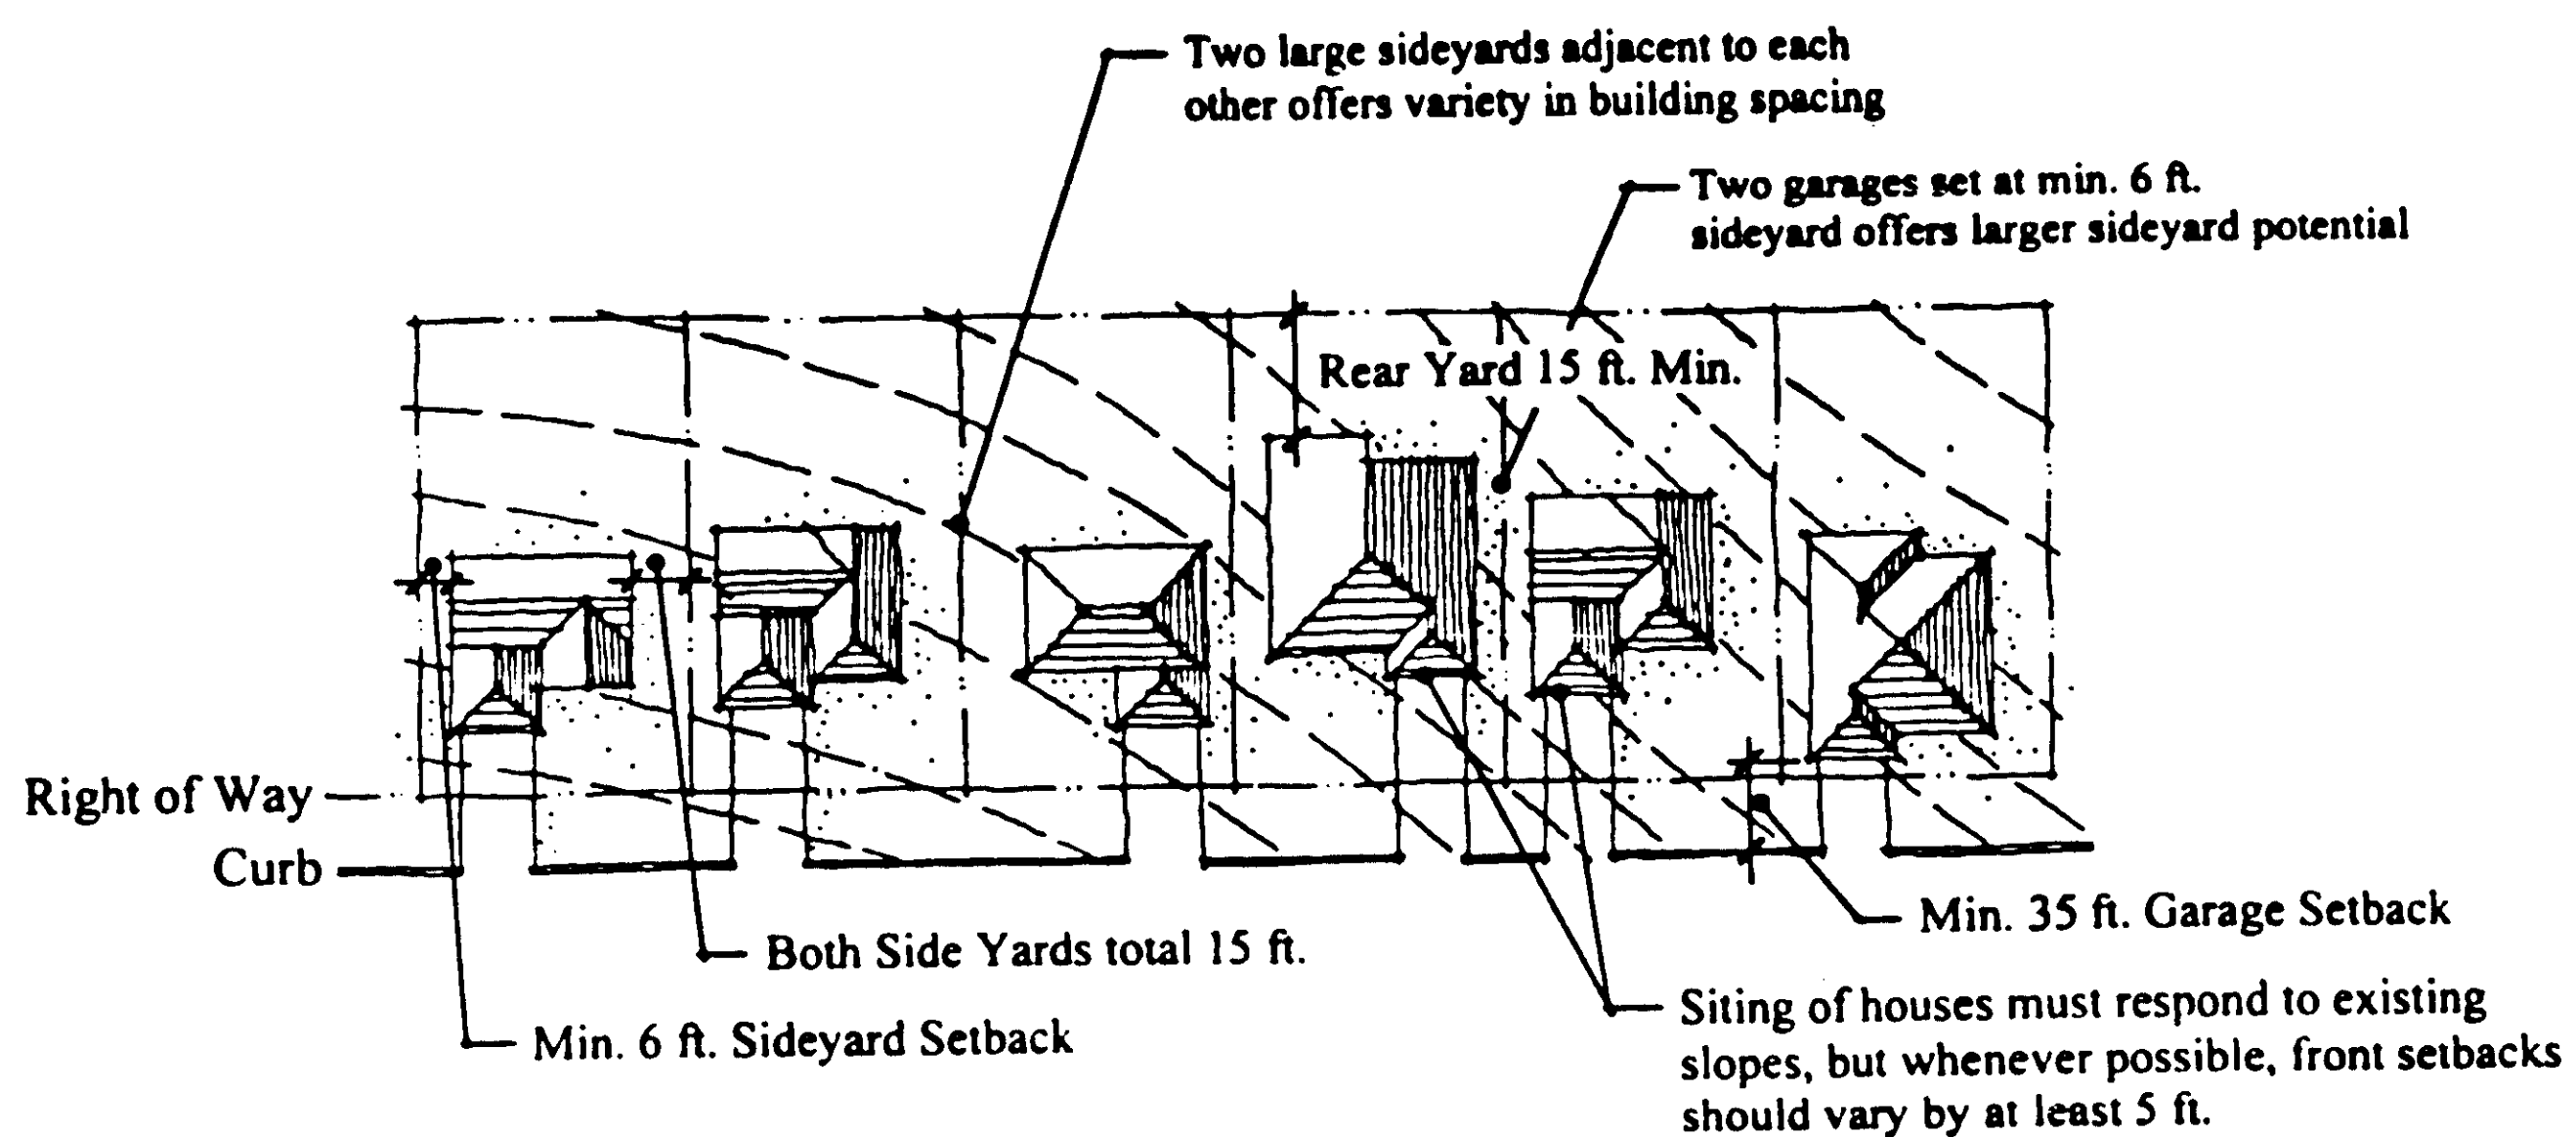 Two large sideyards adjacent to each
other offers variety in building spacing
Two garages set at min. 6 ft.
sideyard offers larger sideyard potential
Rear Yard 15 ft. Min.
Right of Way
Curb
Min. 35 ft. Garage Setback
Both Side Yards total 15 ft.
Min. 6 ft. Sideyard Setback
Siting of houses must respond to existing
slopes, but whenever possible, front setbacks
should vary by at least 5 ft.